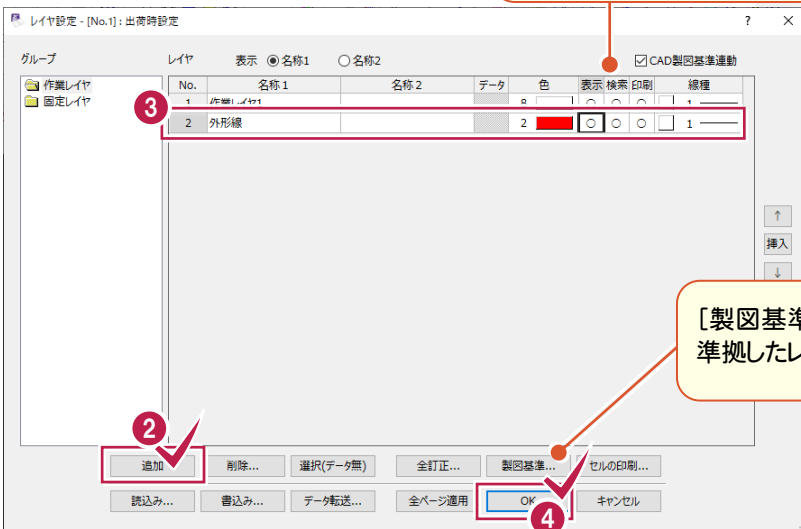 レイヤ設定 - [No.1] : 出荷時設定 ? ×
グループ レイヤ 表示 名称1 名称2 CAD製図基準連動
作業レイヤ
固定レイヤ
No. 名称1 名称2 データ 色 表示 検索 印刷 線種
1 作業レイヤ1 8 ○ ○ ○ 1
3
2 外形線 2 ○ ○ ○ 1
↑
挿入
↓
[製図基準
準拠したレ
2
追加 削除... 選択(データ無) 全訂正... 製図基準... セルの印刷...
読込み... 書込み... データ転送... 全ページ適用 OK キャンセル
4